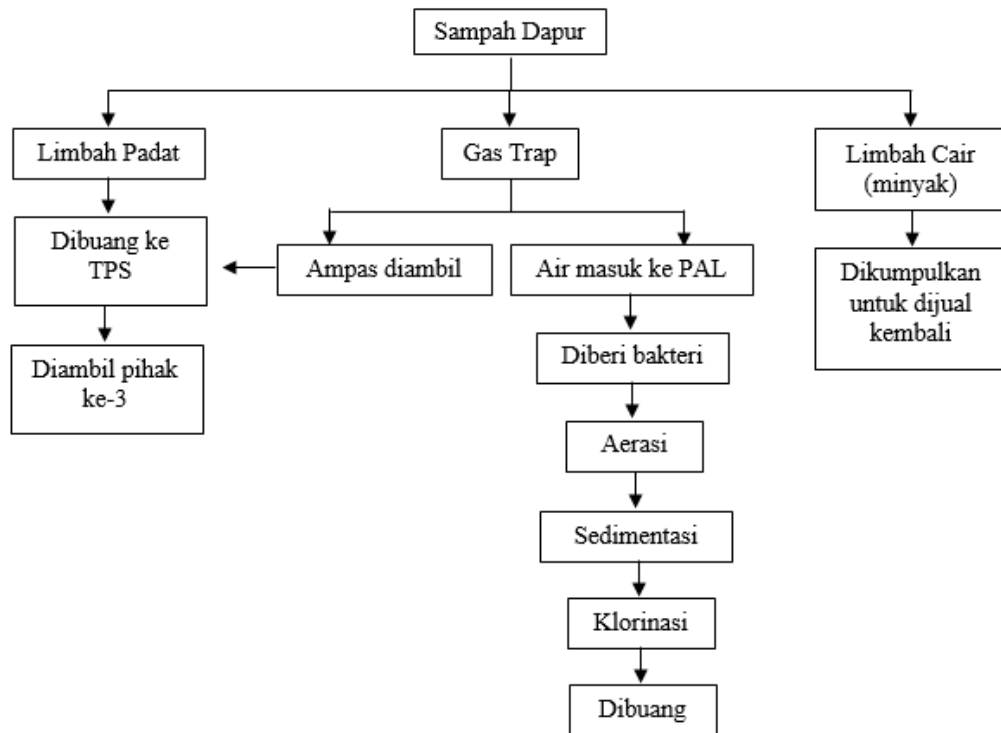 Sampah Dapur
Limbah Padat
Gas Trap
Limbah Cair
(minyak)
Dibuang ke
TPS
Ampas diambil
Air masuk ke PAL
Dikumpulkan
untuk dijual
kembali
Diambil pihak
ke-3
Diberi bakteri
Aerasi
Sedimentasi
Klorinasi
Dibuang